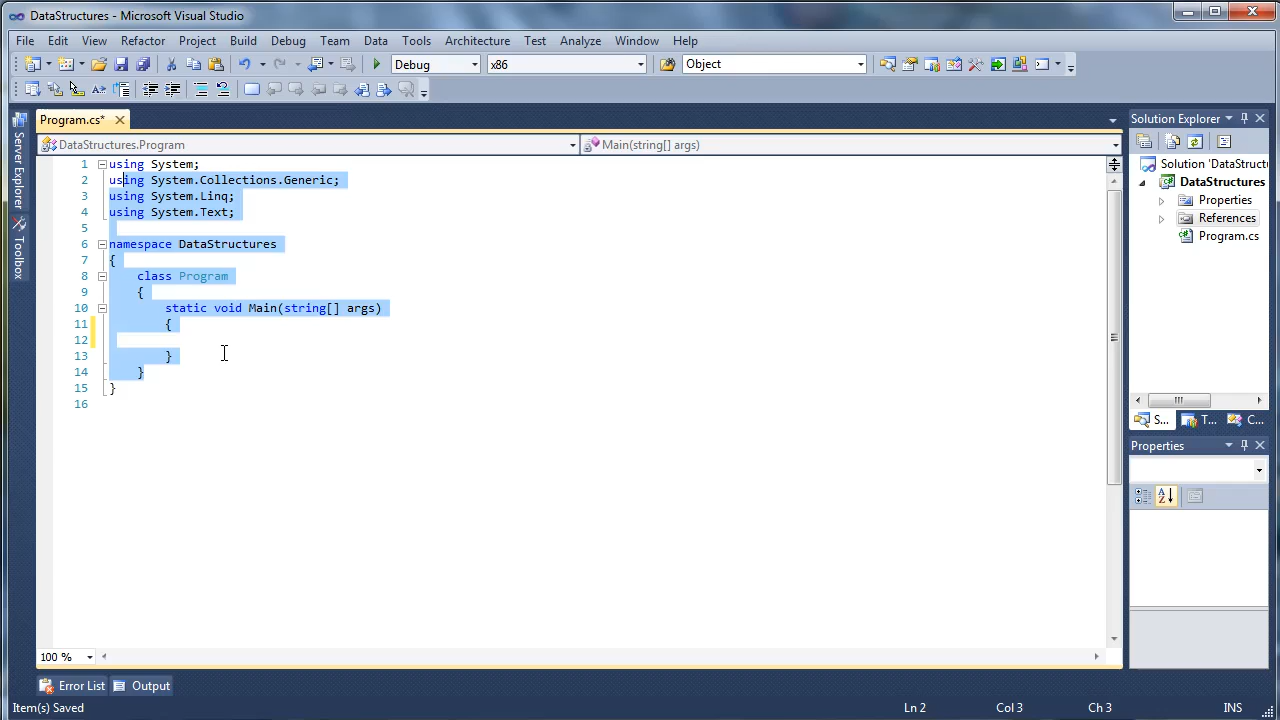 DataStructures - Microsoft Visual Studio
File Edit View Refactor Project Build Debug Team Data Tools Architecture Test Analyze Window Help
Debug x86 Object
Server Explorer
Toolbox
Program.cs*
DataStructures.Program Main(string[] args)
1 using System;
2 using System.Collections.Generic;
3 using System.Linq;
4 using System.Text;
5
6 namespace DataStructures
7 {
8 class Program
9 {
10 static void Main(string[] args)
11 {
12
13 }
14 }
15 }
16
100 %
Solution Explorer
Solution 'DataStruct
DataStructures
Properties
References
Program.cs
S... T... C...
Properties
Error List Output
Item(s) Saved Ln 2 Col 3 Ch 3 INS